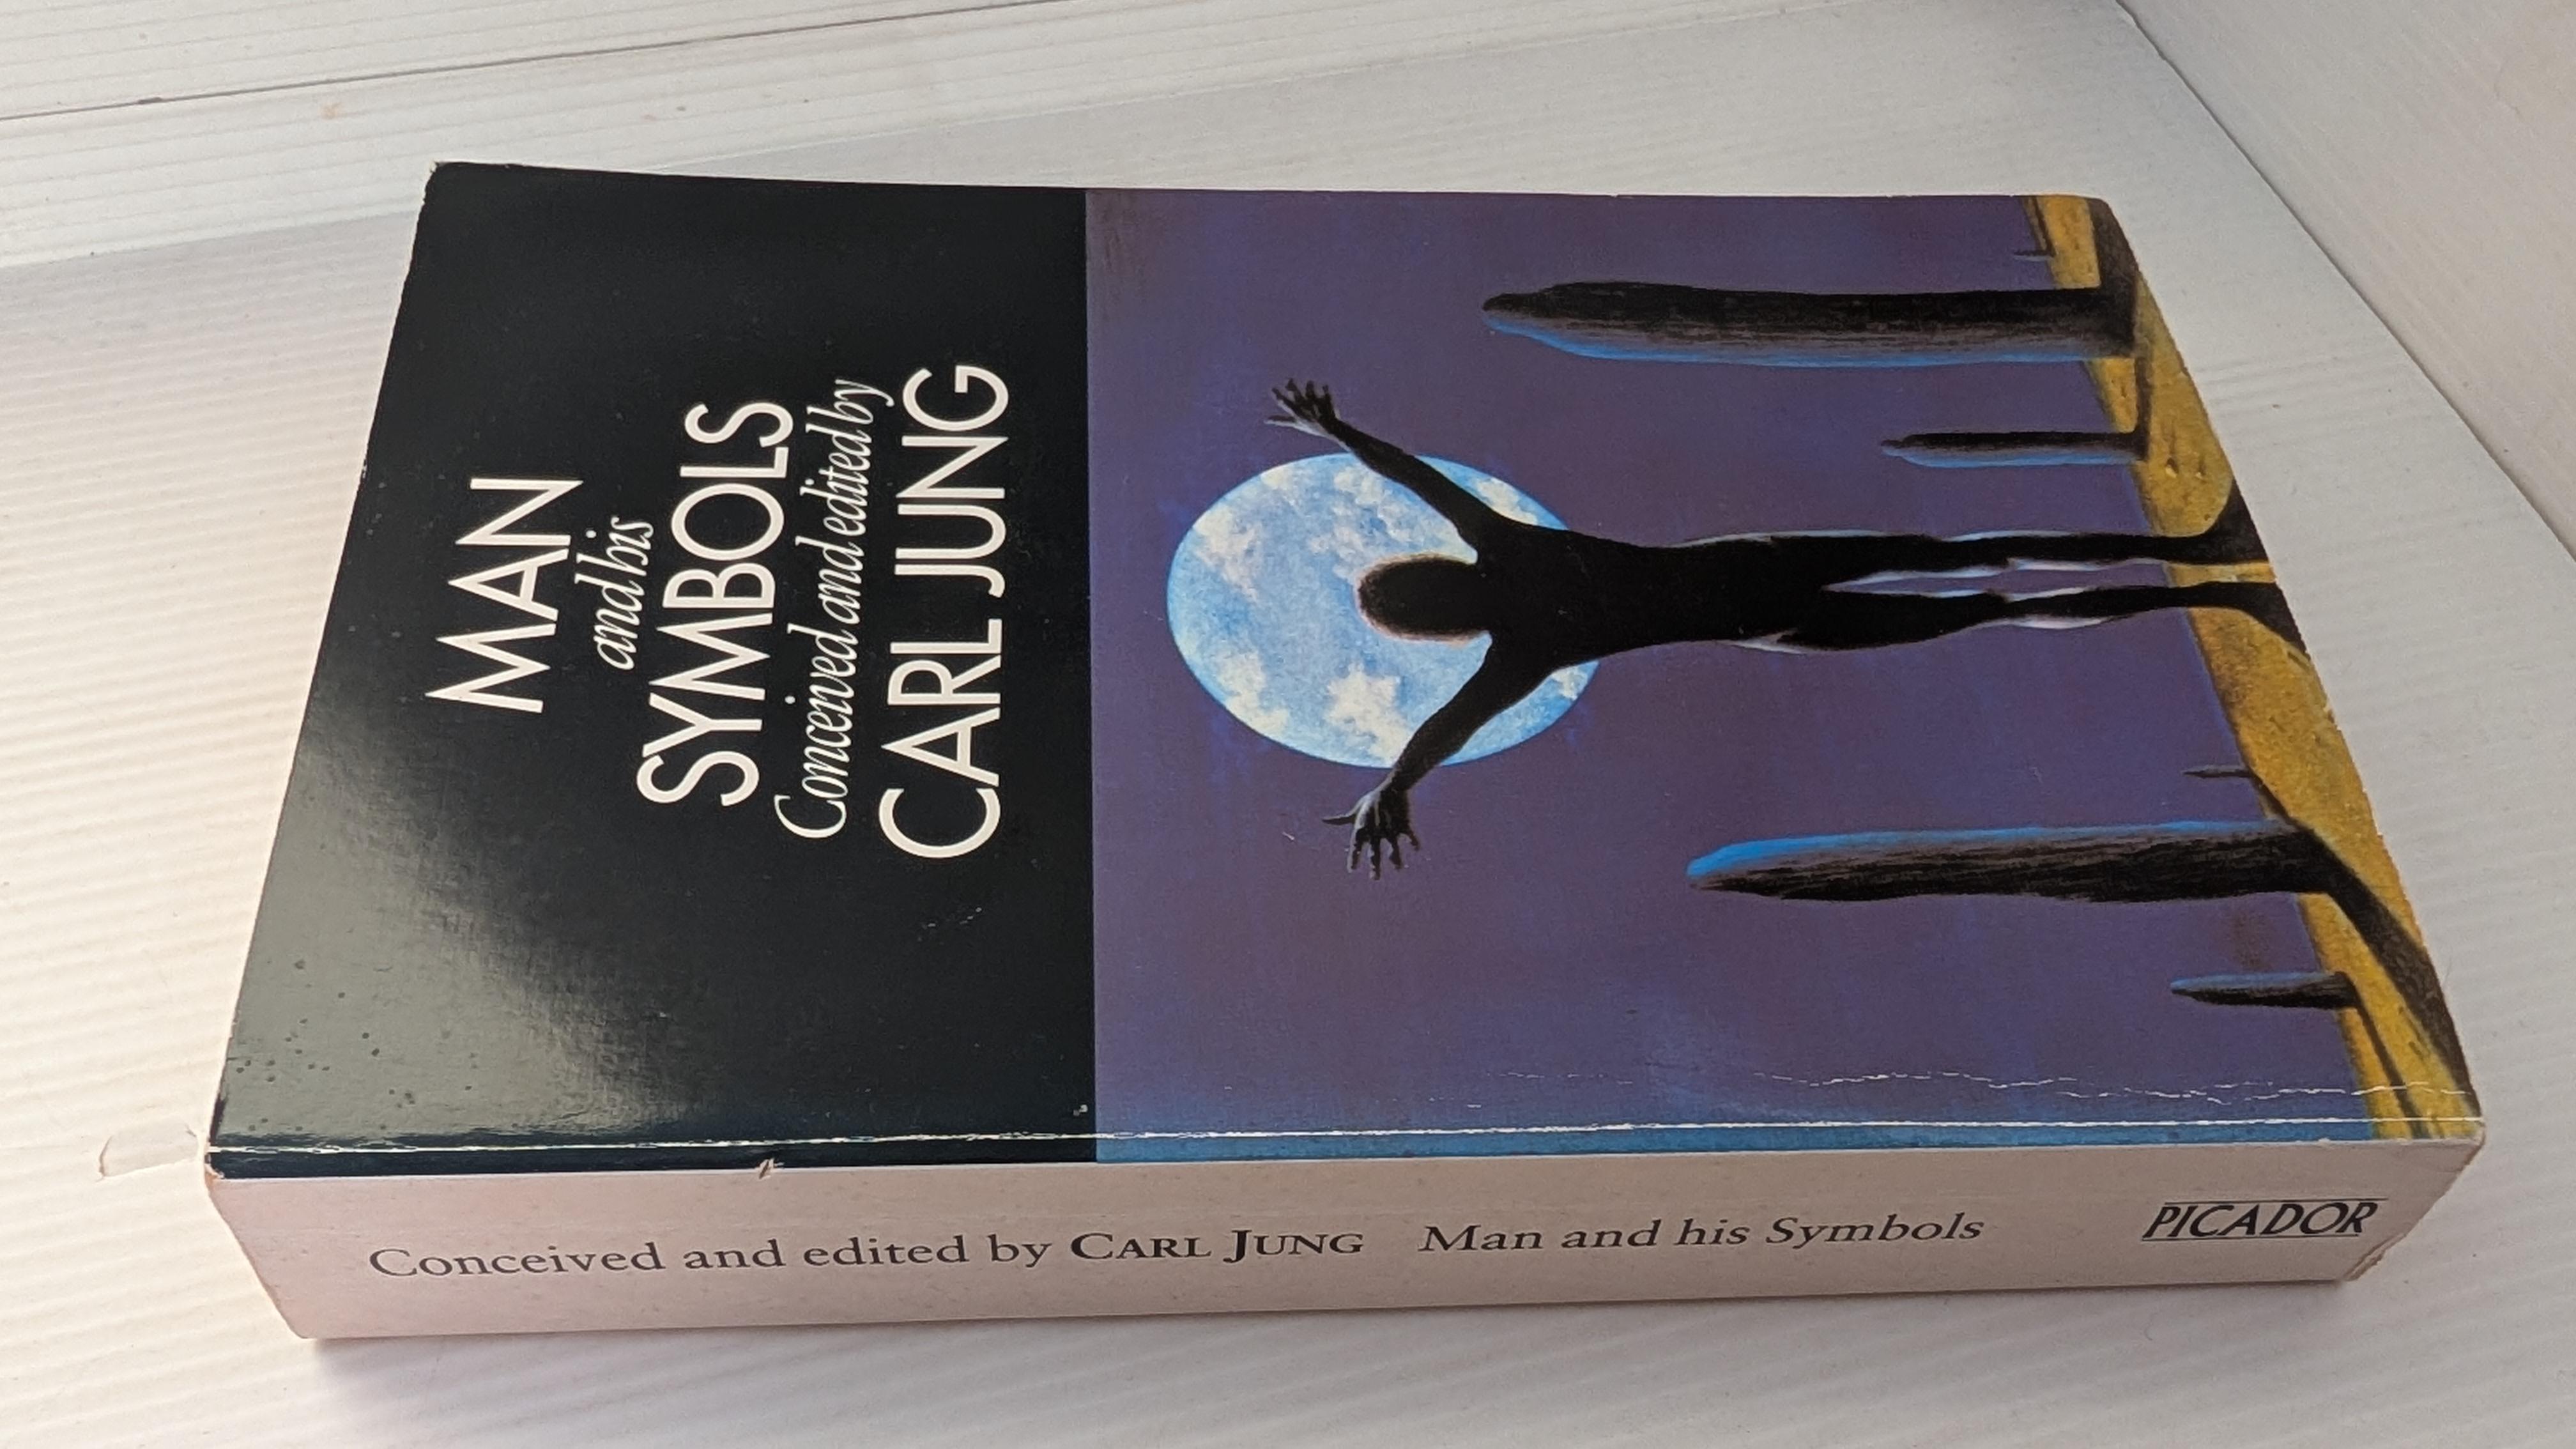 MAN
and his
SYMBOLS
Conceived and edited by
CARL JUNG
Conceived and edited by CARL JUNG Man and his Symbols PICADOR